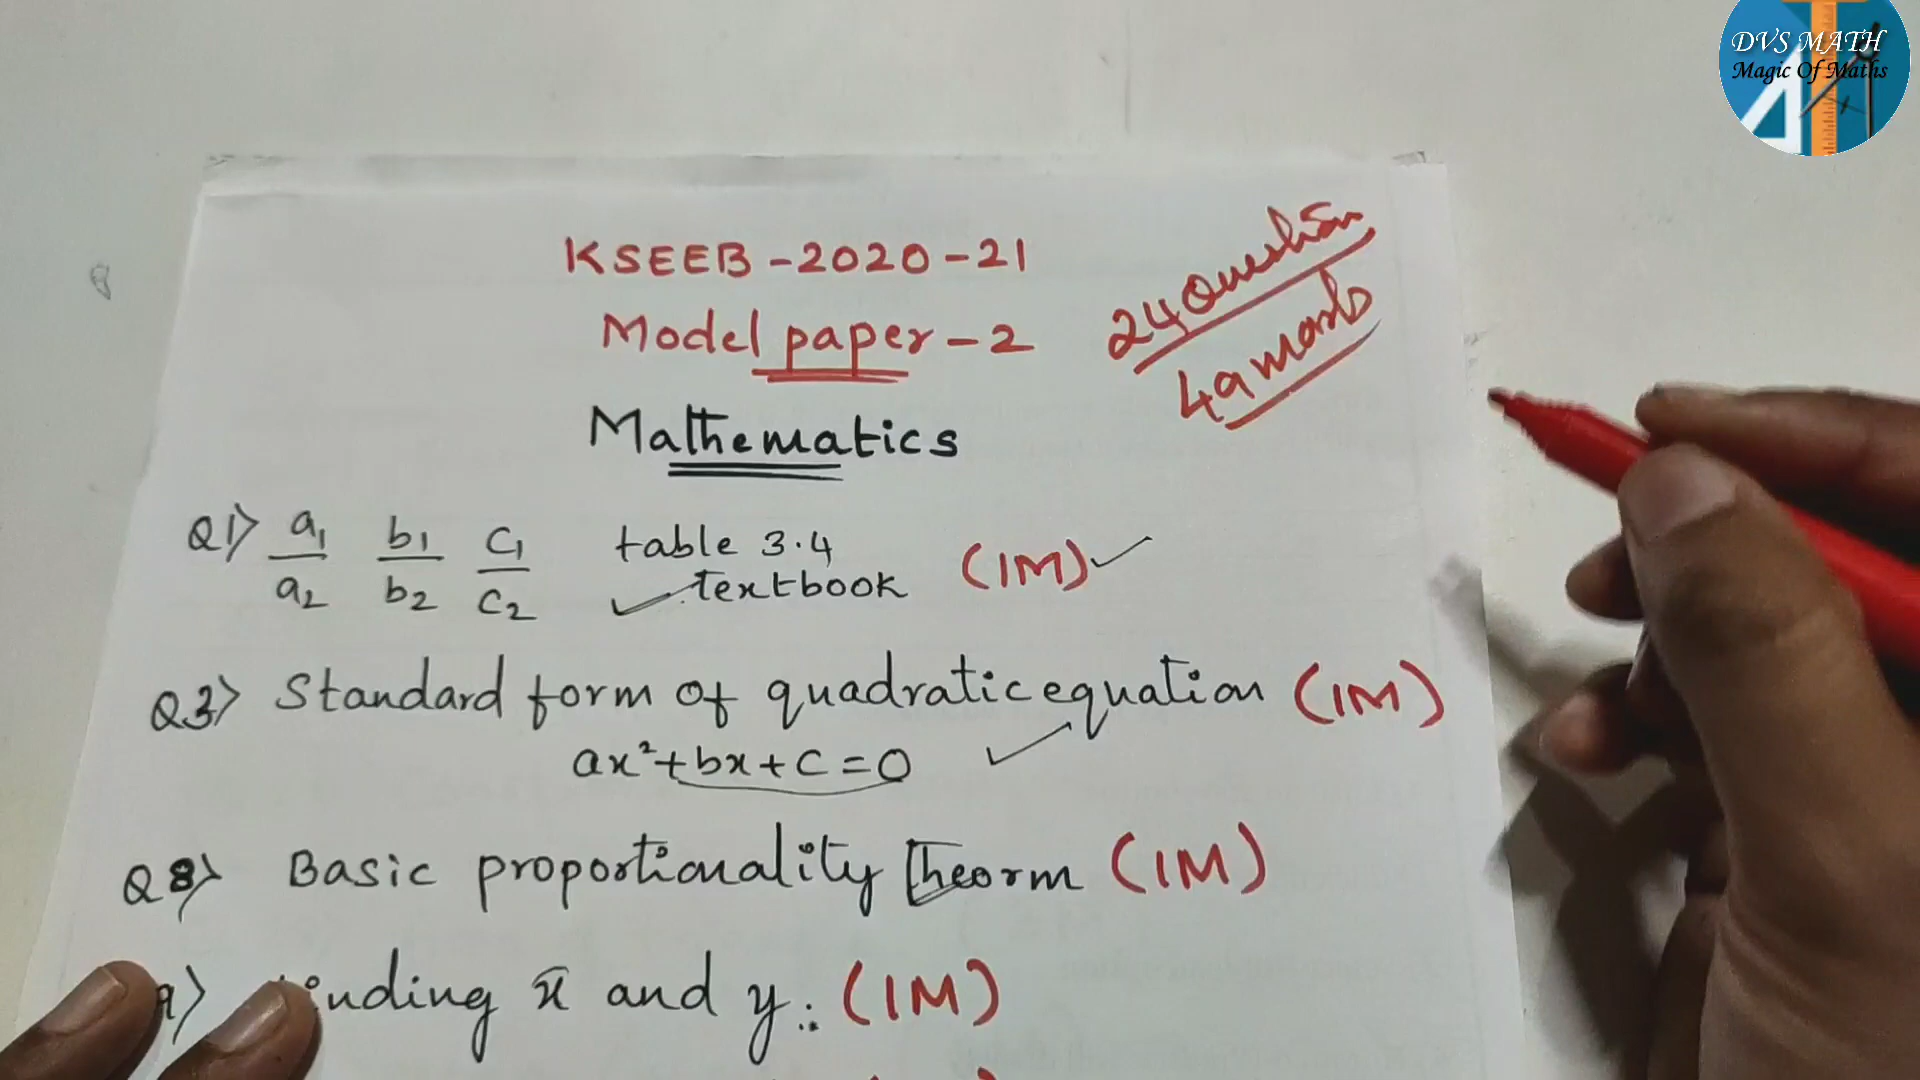 DVS MATH
Magic Of Maths
KSEEB - 2020 - 21
Model paper - 2
24 Question
49 marks
Mathematics
Q1) a1/a2 b1/b2 c1/c2 table 3.4 textbook (1M)
Q3) Standard form of quadratic equation (1M)
ax²+bx+c=0
Q8) Basic proportionality theorm (1M)
9) inding x and y: (1M)